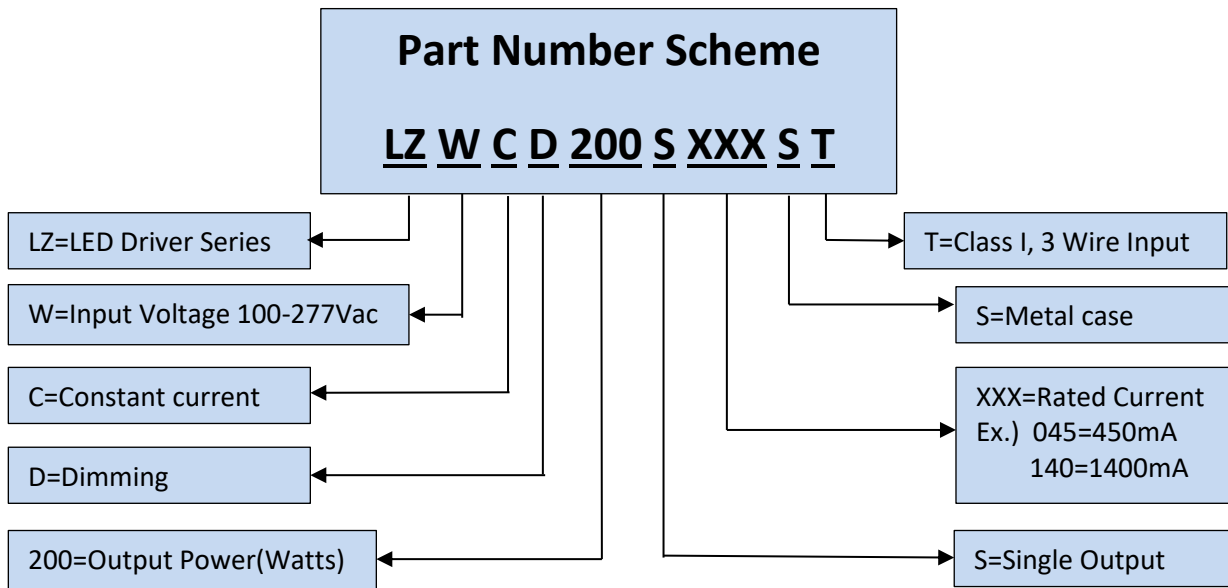 Part Number Scheme
LZ W C D 200 S XXX S T
LZ=LED Driver Series
W=Input Voltage 100-277Vac
C=Constant current
D=Dimming
200=Output Power(Watts)
T=Class I, 3 Wire Input
S=Metal case
XXX=Rated Current
Ex.) 045=450mA
140=1400mA
S=Single Output